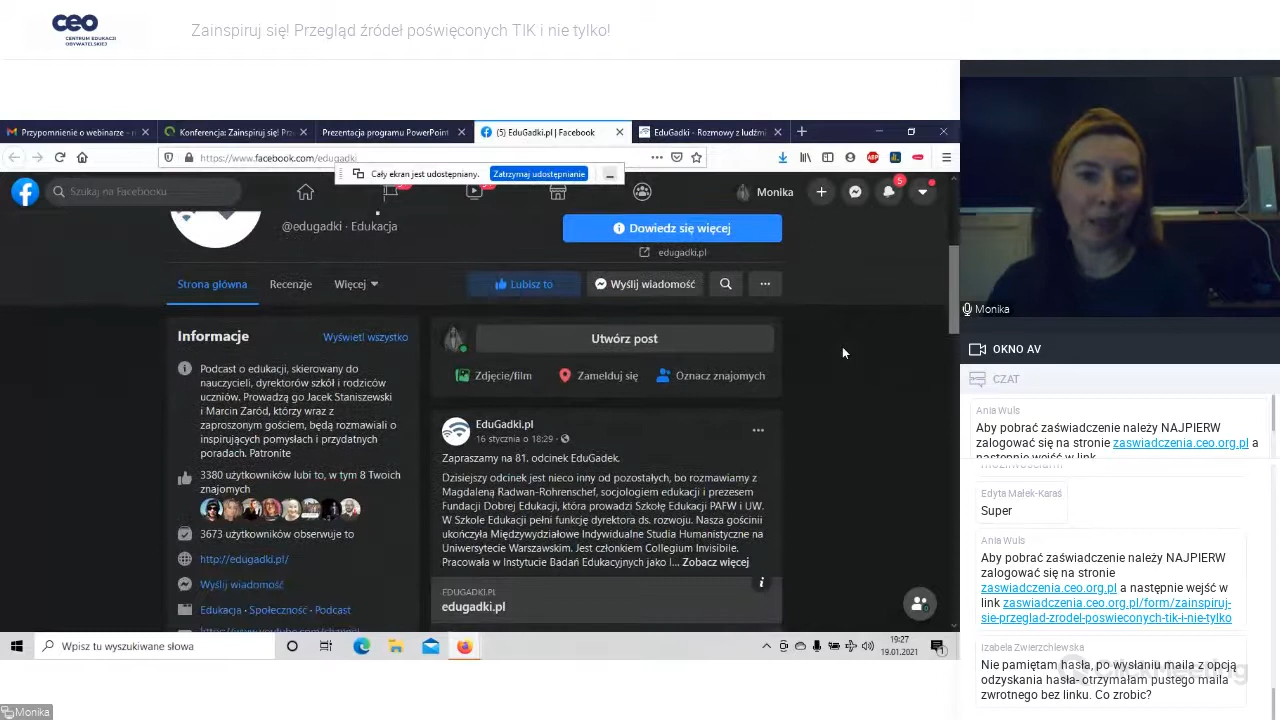 ceo
CENTRUM EDUKACJI
OBYWATELSKIEJ
Zainspiruj się! Przegląd źródeł poświęconych TIK i nie tylko!
Przypomnienie o webinarze -
Konferencja: Zainspiruj się! Prze
Prezentacja programu PowerPoint
(5) EduGadki.pl | Facebook
EduGadki - Rozmowy z ludźmi
https://www.facebook.com/edugadki
ABP
Cały ekran jest udostępniany.
Zatrzymaj udostępnianie
Szukaj na Facebooku
Monika
5
@edugadki · Edukacja
Dowiedz się więcej
edugadki.pl
Strona główna
Recenzje
Więcej
Lubisz to
Wyślij wiadomość
Informacje
Wyświetl wszystko
Podcast o edukacji, skierowany do
nauczycieli, dyrektorów szkół i rodziców
uczniów. Prowadzą go Jacek Staniszewski
i Marcin Zaród, którzy wraz z
zaproszonym gościem, będą rozmawiali o
inspirujących pomysłach i przydatnych
poradach. Patronite
3380 użytkowników lubi to, w tym 8 Twoich
znajomych
3673 użytkowników obserwuje to
http://edugadki.pl/
Wyślij wiadomość
Edukacja · Społeczność · Podcast
Utwórz post
Zdjęcie/film
Zamelduj się
Oznacz znajomych
EduGadki.pl
16 stycznia o 18:29 ·
Zapraszamy na 81. odcinek EduGadek.
Dzisiejszy odcinek jest nieco inny od pozostałych, bo rozmawiamy z
Magdaleną Radwan-Rohrenschef, socjologiem edukacji i prezesem
Fundacji Dobrej Edukacji, która prowadzi Szkołę Edukacji PAFW i UW.
W Szkole Edukacji pełni funkcję dyrektora ds. rozwoju. Nasza gościnii
ukończyła Międzywydziałowe Indywidualne Studia Humanistyczne na
Uniwersytecie Warszawskim. Jest członkiem Collegium Invisibile.
Pracowała w Instytucie Badań Edukacyjnych jako l... Zobacz więcej
EDUGADKI.PL
edugadki.pl
Wpisz tu wyszukiwane słowa
19:27
19.01.2021
1
Monika
Monika
OKNO AV
CZAT
Ania Wuls
Aby pobrać zaświadczenie należy NAJPIERW
zalogować się na stronie zaswiadczenia.ceo.org.pl a
następnie wejść w link
możliwościami
Edyta Małek-Karaś
Super
Ania Wuls
Aby pobrać zaświadczenie należy NAJPIERW
zalogować się na stronie
zaswiadczenia.ceo.org.pl a następnie wejść w
link zaswiadczenia.ceo.org.pl/form/zainspiruj-
sie-przeglad-zrodel-poswieconych-tik-i-nie-tylko
Izabela Zwierzchlewska
Nie pamiętam hasła, po wysłaniu maila z opcją
odzyskania hasła- otrzymałam pustego maila
zwrotnego bez linku. Co zrobic?